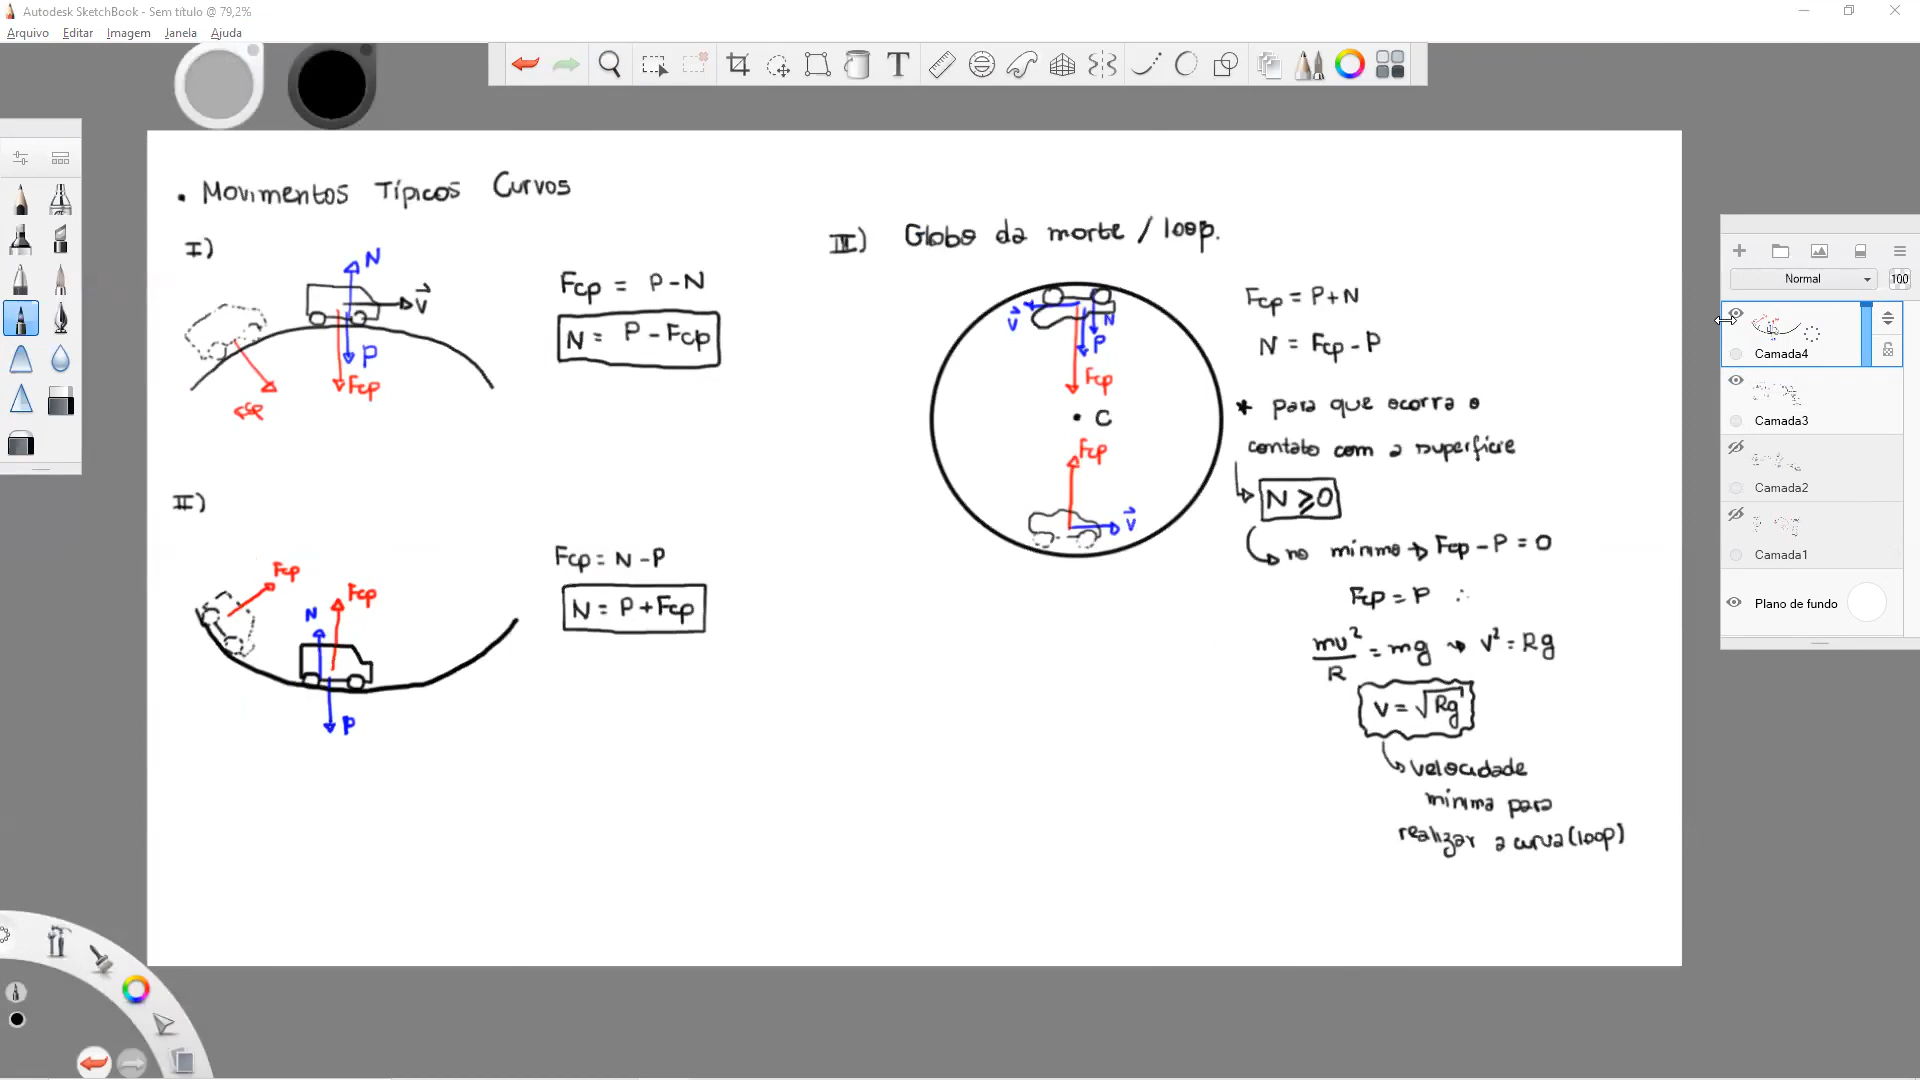 Autodesk SketchBook - Sem título @ 79,2%
Arquivo Editar Imagem Janela Ajuda
• Movimentos Típicos Curvos
I)
N
V
P
Fcp
Fcp
Fcp = P - N
N = P - Fcp
II)
Fcp
N
Fcp
P
Fcp = N - P
N = P + Fcp
III) Globo da morte / loop.
V
N
P
Fcp
• C
Fcp
V
Fcp = P + N
N = Fcp - P
* para que ocorra o
contato com a superfície
N ≥ 0
no mínimo → Fcp - P = 0
Fcp = P ∴
mv²/R = mg → v² = Rg
v = √Rg
velocidade
mínima para
realizar a curva (loop)
Normal 100
Camada4
Camada3
Camada2
Camada1
Plano de fundo